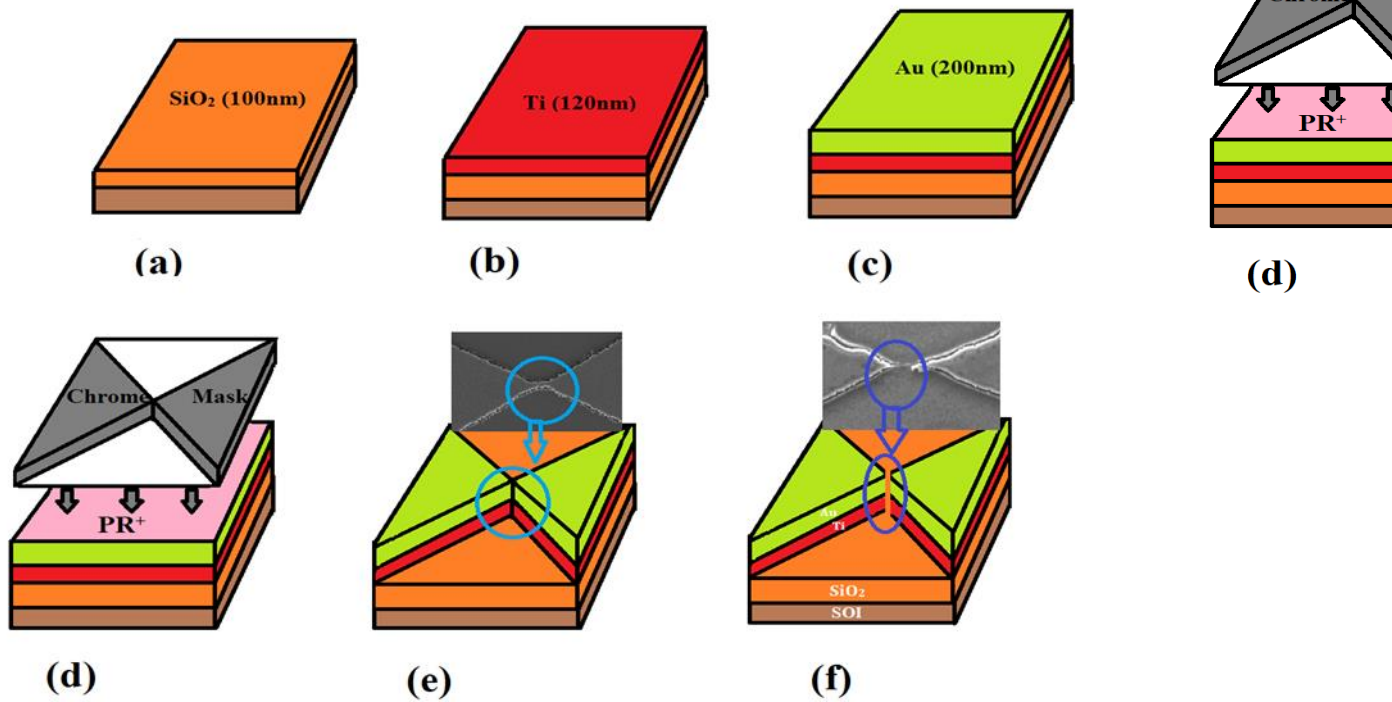 SiO₂ (100nm)
Ti (120nm)
Au (200nm)
PR⁺
(a)
(b)
(c)
(d)
Chrome Mask
PR⁺
Au
Ti
SiO₂
SOI
(d)
(e)
(f)